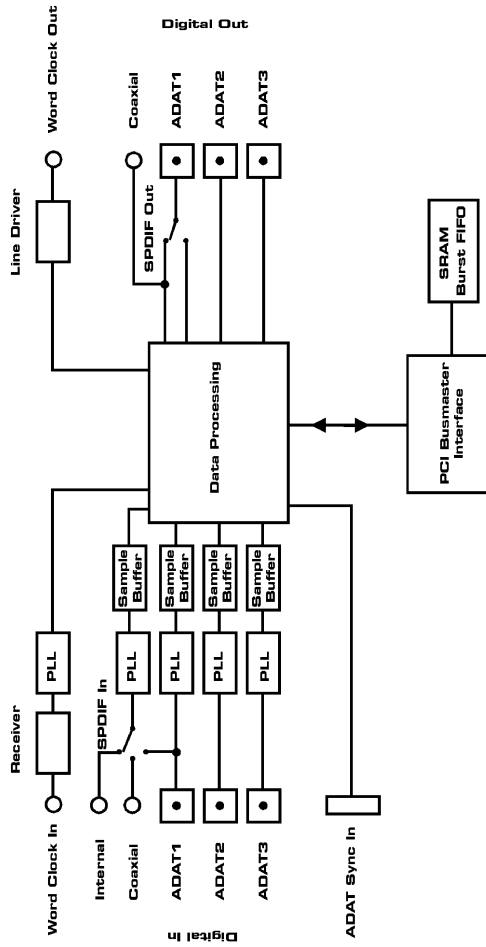 Word Clock In
Receiver
PLL
Line Driver
Word Clock Out
Internal
Coaxial
SPDIF In
PLL
Sample
Buffer
SPDIF Out
Coaxial
Digital In
ADAT1
PLL
Sample
Buffer
ADAT1
Digital Out
ADAT2
PLL
Sample
Buffer
ADAT2
ADAT3
PLL
Sample
Buffer
ADAT3
Data Processing
ADAT Sync In
PCI Busmaster
Interface
SRAM
Burst FIFO